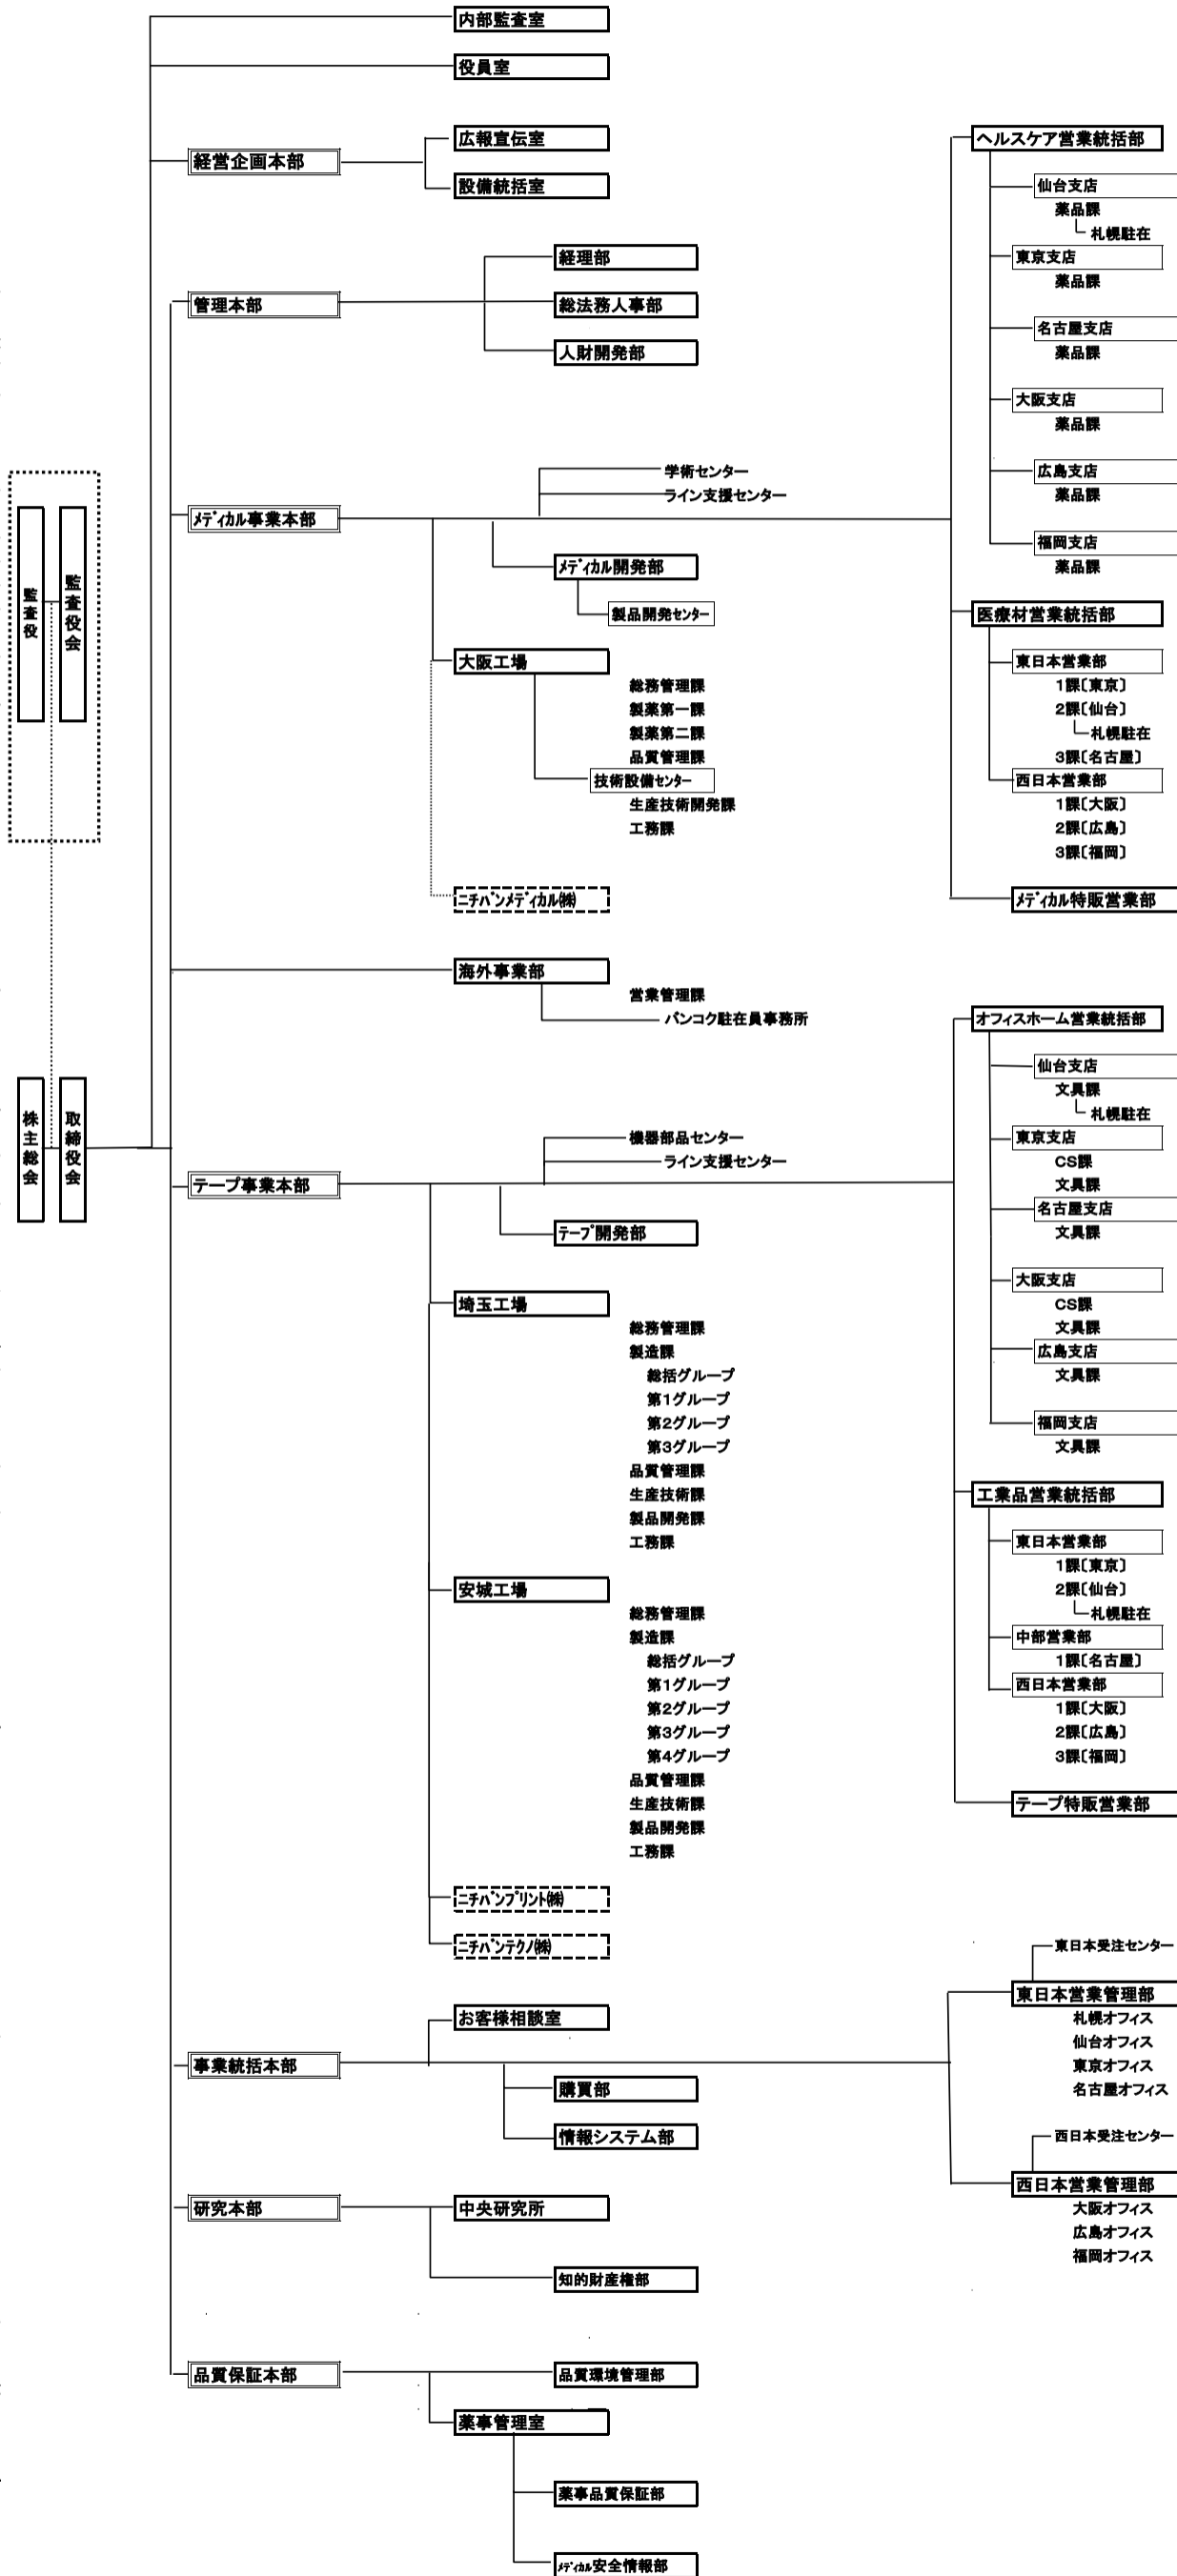 内部監査室
役員室
経営企画本部
広報宣伝室
設備統括室
管理本部
経理部
総法務人事部
人財開発部
監査役
監査役会
株主総会
取締役会
メディカル事業本部
学術センター
ライン支援センター
メディカル開発部
製品開発センター
大阪工場
総務管理課
製薬第一課
製薬第二課
品質管理課
技術設備センター
生産技術開発課
工務課
ニチバンメディカル㈱
ヘルスケア営業統括部
仙台支店
薬品課
札幌駐在
東京支店
薬品課
名古屋支店
薬品課
大阪支店
薬品課
広島支店
薬品課
福岡支店
薬品課
医療材営業統括部
東日本営業部
1課〔東京〕
2課〔仙台〕
札幌駐在
3課〔名古屋〕
西日本営業部
1課〔大阪〕
2課〔広島〕
3課〔福岡〕
メディカル特販営業部
海外事業部
営業管理課
バンコク駐在員事務所
テープ事業本部
機器部品センター
ライン支援センター
テープ開発部
埼玉工場
総務管理課
製造課
総括グループ
第1グループ
第2グループ
第3グループ
品質管理課
生産技術課
製品開発課
工務課
安城工場
総務管理課
製造課
総括グループ
第1グループ
第2グループ
第3グループ
第4グループ
品質管理課
生産技術課
製品開発課
工務課
ニチバンプリント㈱
ニチバンテクノ㈱
オフィスホーム営業統括部
仙台支店
文具課
札幌駐在
東京支店
CS課
文具課
名古屋支店
文具課
大阪支店
CS課
文具課
広島支店
文具課
福岡支店
文具課
工業品営業統括部
東日本営業部
1課〔東京〕
2課〔仙台〕
札幌駐在
中部営業部
1課〔名古屋〕
西日本営業部
1課〔大阪〕
2課〔広島〕
3課〔福岡〕
テープ特販営業部
事業統括本部
お客様相談室
購買部
情報システム部
東日本受注センター
東日本営業管理部
札幌オフィス
仙台オフィス
東京オフィス
名古屋オフィス
西日本受注センター
西日本営業管理部
大阪オフィス
広島オフィス
福岡オフィス
研究本部
中央研究所
知的財産権部
品質保証本部
品質環境管理部
薬事管理室
薬事品質保証部
メディカル安全情報部